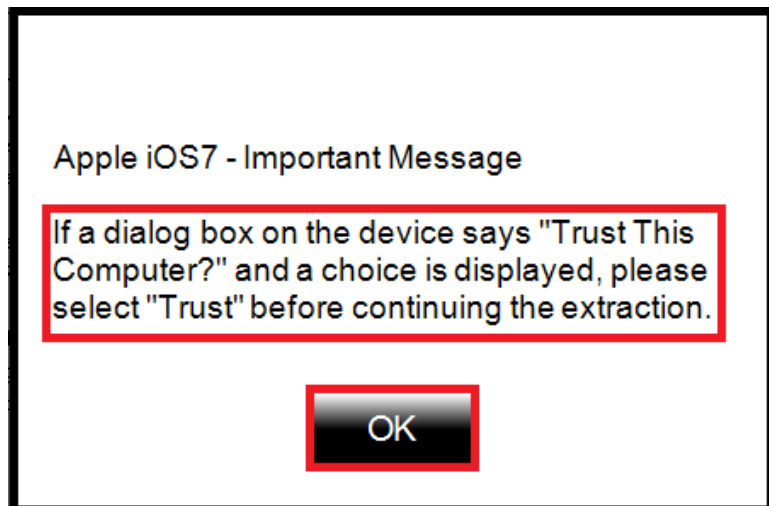 Apple iOS7 - Important Message
If a dialog box on the device says "Trust This
Computer?" and a choice is displayed, please
select "Trust" before continuing the extraction.
OK